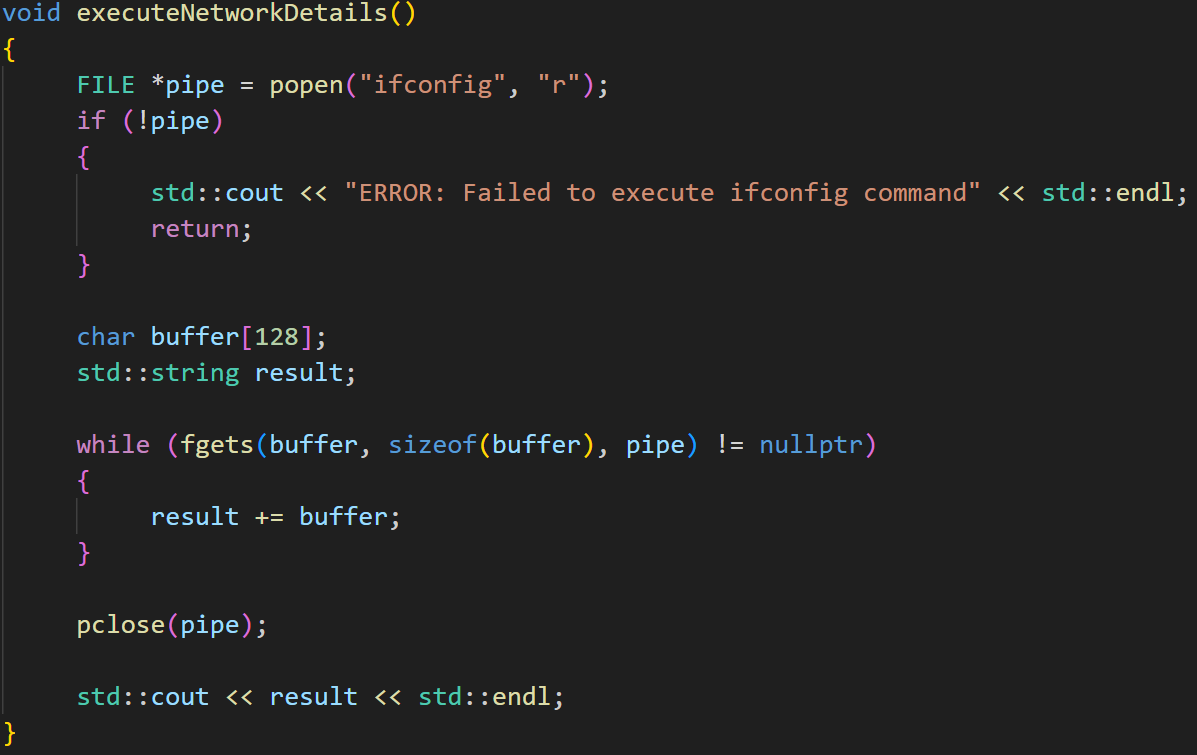 void executeNetworkDetails()
{
    FILE *pipe = popen("ifconfig", "r");
    if (!pipe)
    {
        std::cout << "ERROR: Failed to execute ifconfig command" << std::endl;
        return;
    }

    char buffer[128];
    std::string result;

    while (fgets(buffer, sizeof(buffer), pipe) != nullptr)
    {
        result += buffer;
    }

    pclose(pipe);

    std::cout << result << std::endl;
}